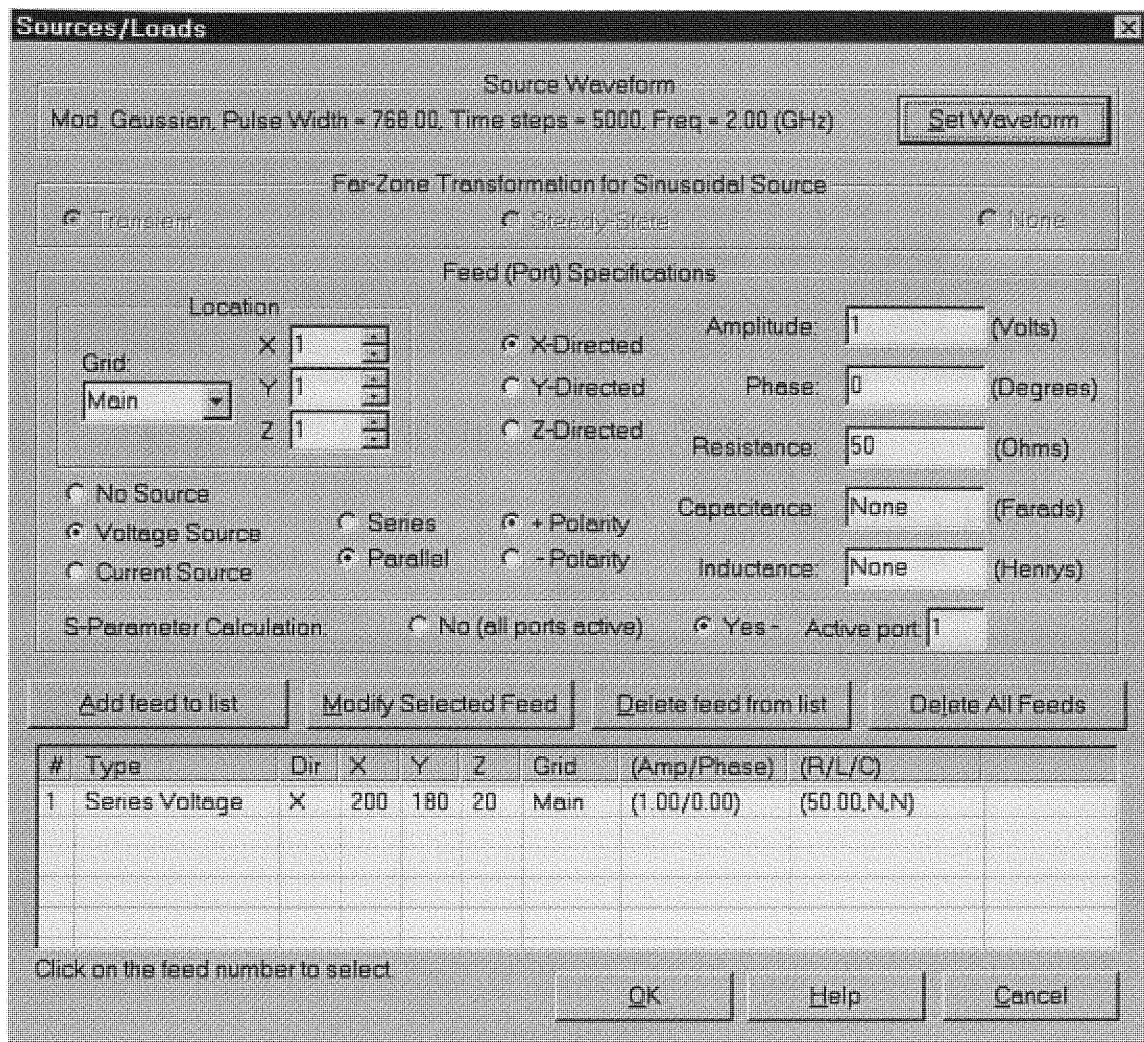 Sources/Loads
Source Waveform
Mod. Gaussian, Pulse Width = 768.00, Time steps = 5000, Freq = 2.00 (GHz)
Set Waveform
Far-Zone Transformation for Sinusoidal Source
Transient
Steady-State
None
Feed (Port) Specifications
Location
Grid:
Main
X 1
Y 1
Z 1
X-Directed
Y-Directed
Z-Directed
Amplitude: 1 (Volts)
Phase: 0 (Degrees)
Resistance: 50 (Ohms)
Capacitance: None (Farads)
Inductance: None (Henrys)
No Source
Voltage Source
Current Source
Series
Parallel
+ Polarity
- Polarity
S-Parameter Calculation: No (all ports active) Yes - Active port: 1
Add feed to list
Modify Selected Feed
Delete feed from list
Delete All Feeds
# Type Dir X Y Z Grid (Amp/Phase) (R/L/C)
1 Series Voltage X 200 180 20 Main (1.00/0.00) (50.00,N,N)
Click on the feed number to select
OK
Help
Cancel